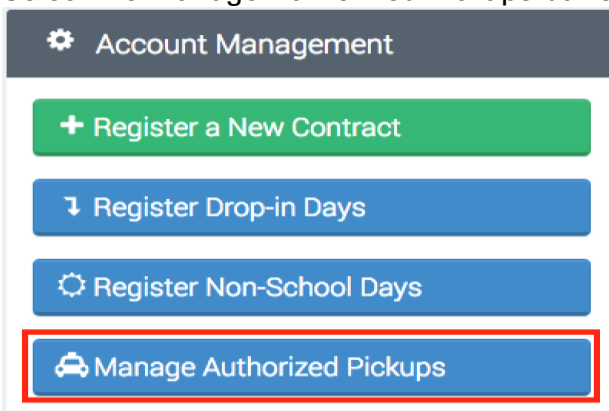 Account Management
Register a New Contract
Register Drop-in Days
Register Non-School Days
Manage Authorized Pickups